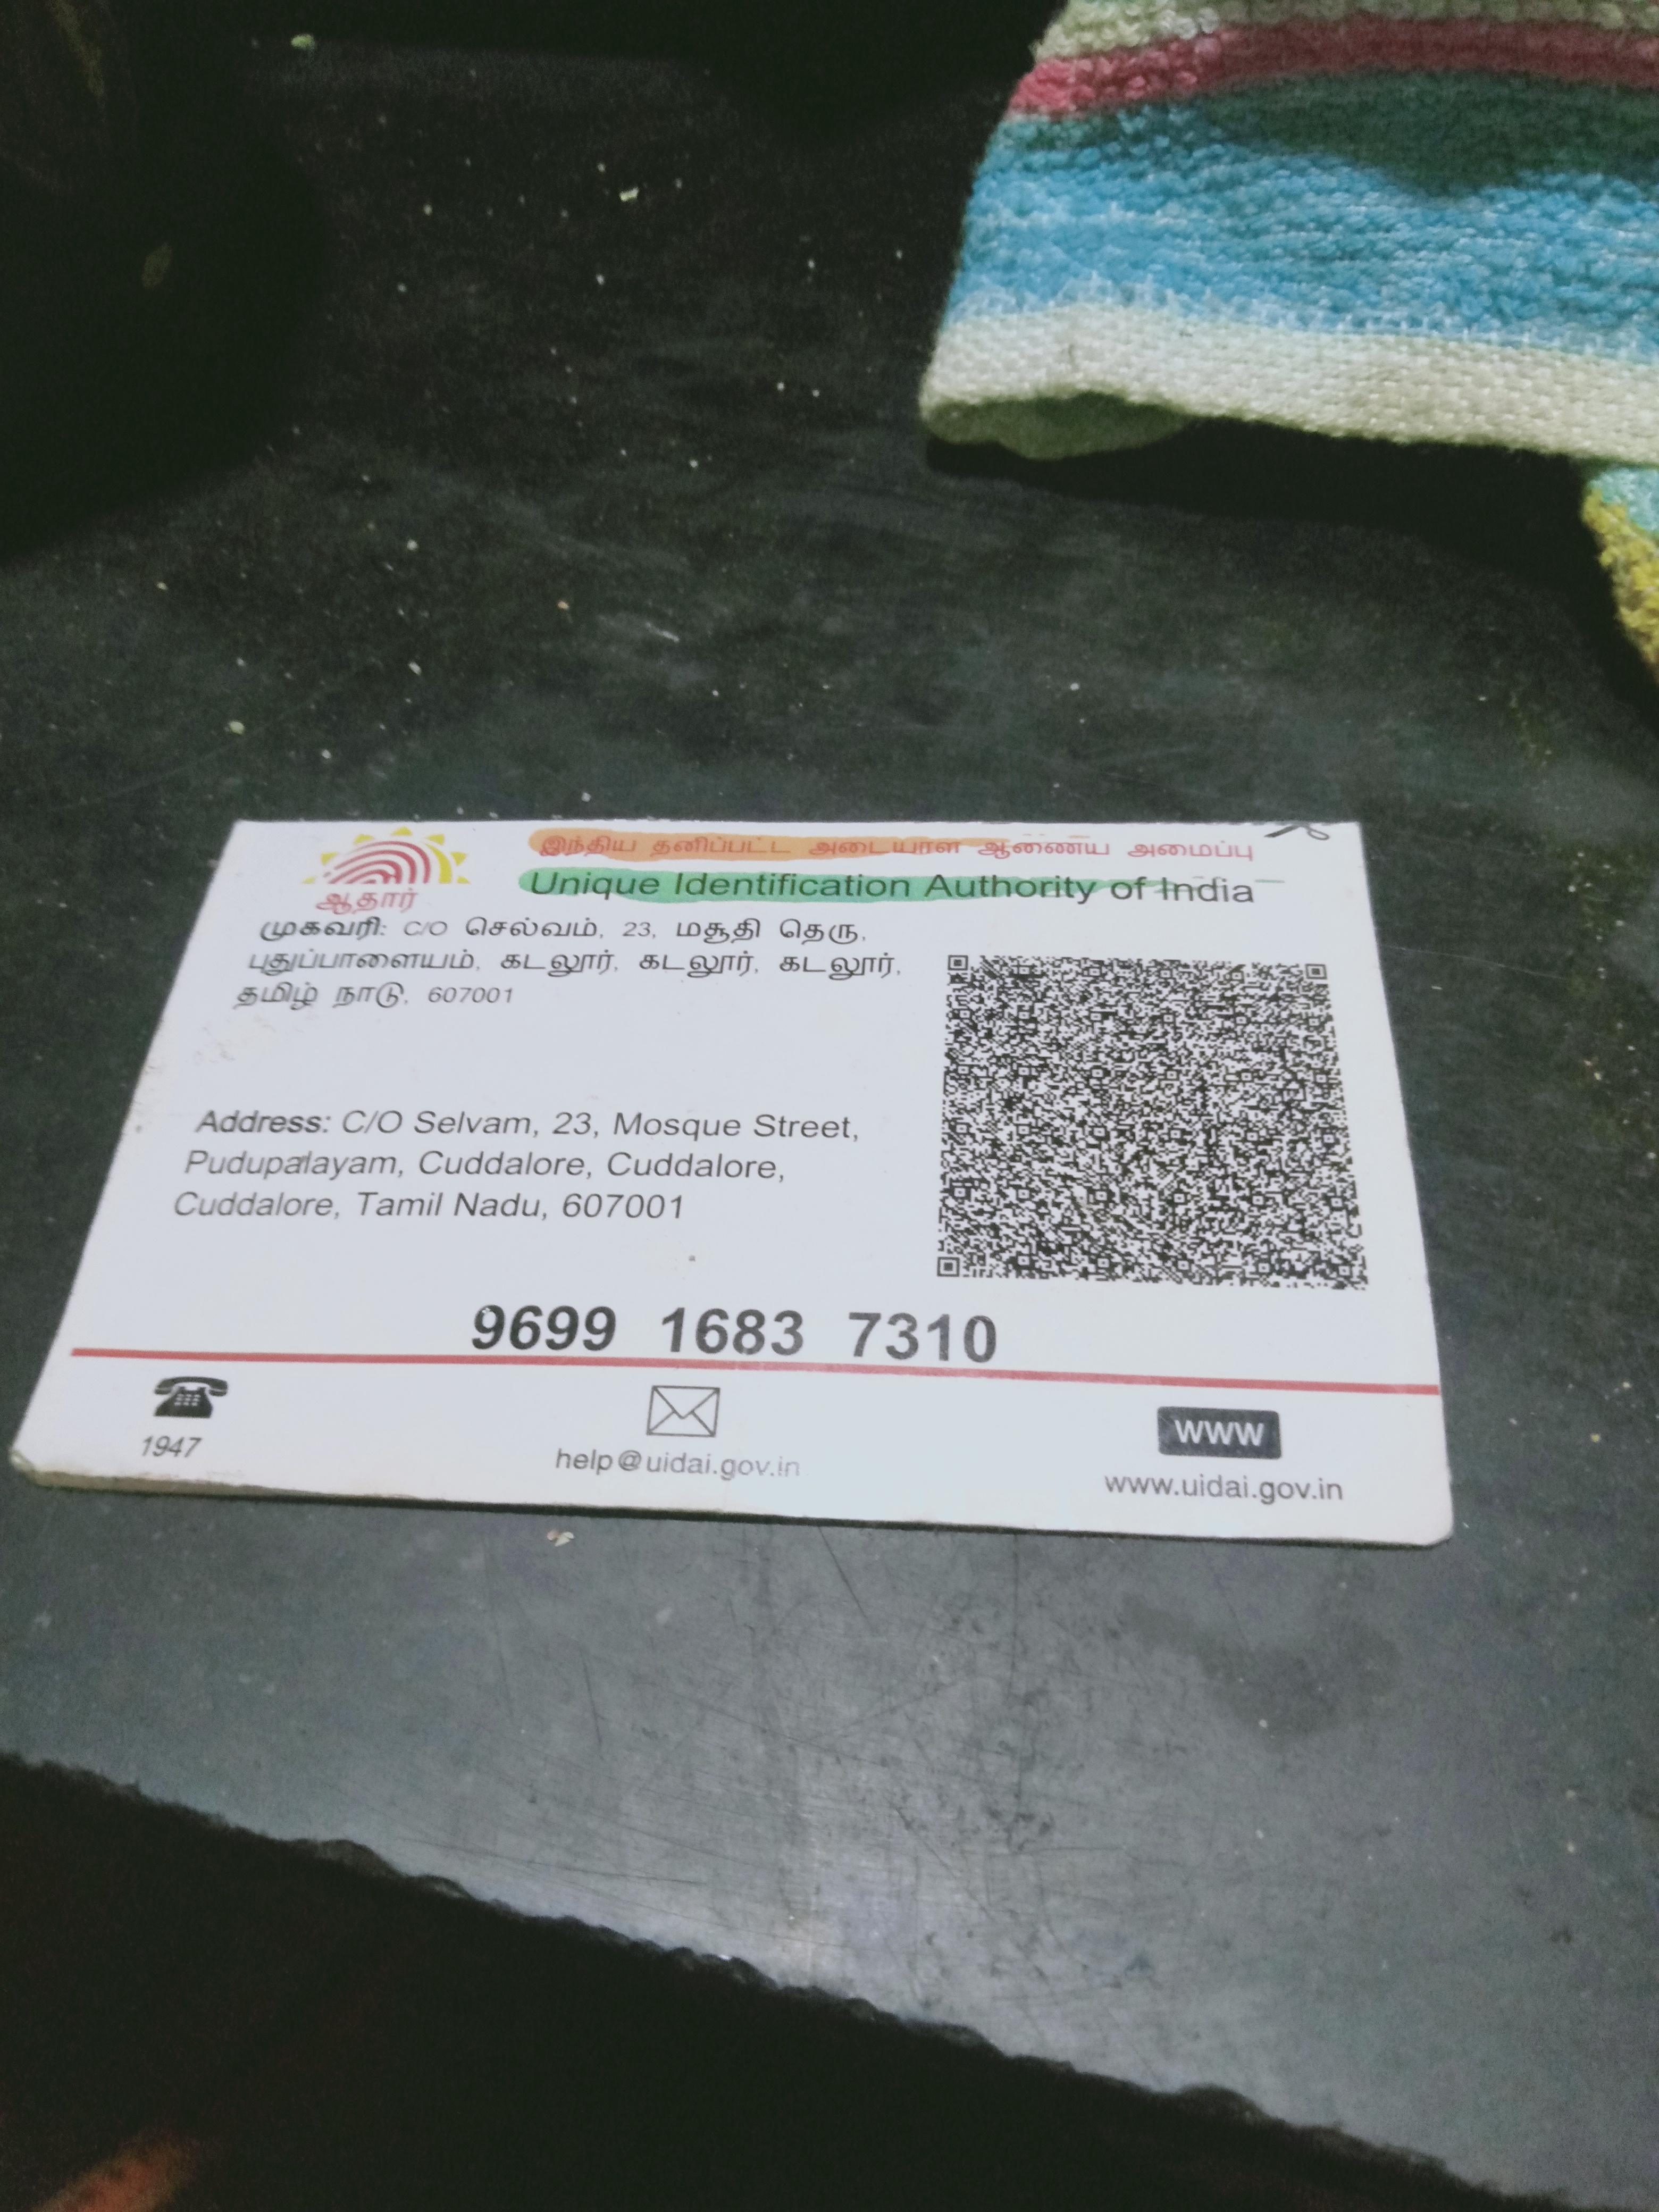 இந்திய தனிப்பட்ட அடையாள ஆணைய அமைப்பு
Unique Identification Authority of India
ஆதார்
முகவரி: C/O செல்வம், 23, மசூதி தெரு,
புதுப்பாளையம், கடலூர், கடலூர், கடலூர்,
தமிழ் நாடு, 607001
Address: C/O Selvam, 23, Mosque Street,
Pudupalayam, Cuddalore, Cuddalore,
Cuddalore, Tamil Nadu, 607001
9699 1683 7310
1947
help@uidai.gov.in
www
www.uidai.gov.in